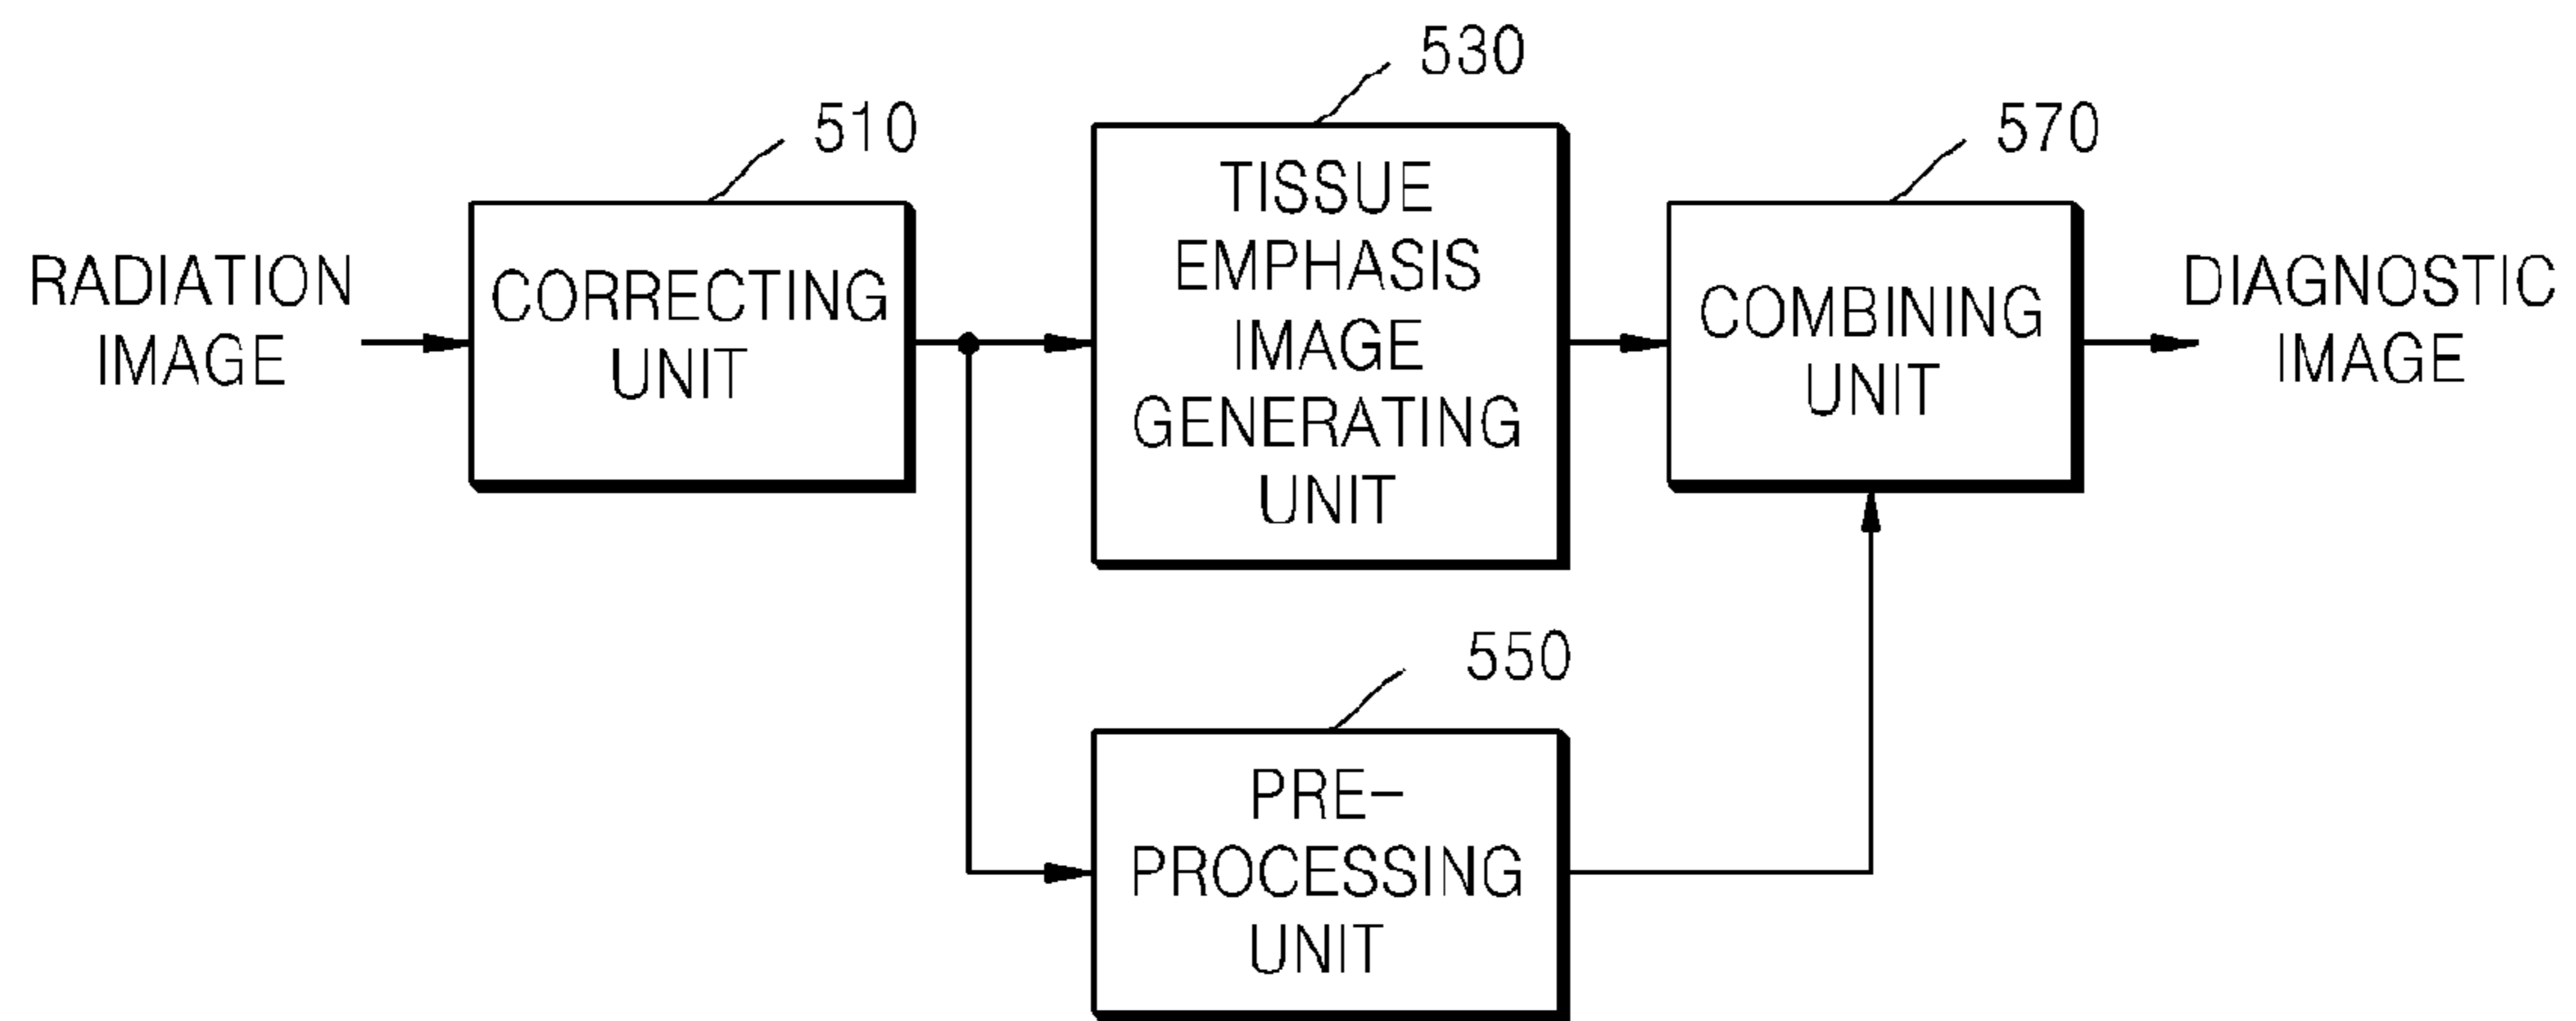 530
510
570
RADIATION
IMAGE
CORRECTING
UNIT
TISSUE
EMPHASIS
IMAGE
GENERATING
UNIT
COMBINING
UNIT
DIAGNOSTIC
IMAGE
550
PRE-
PROCESSING
UNIT